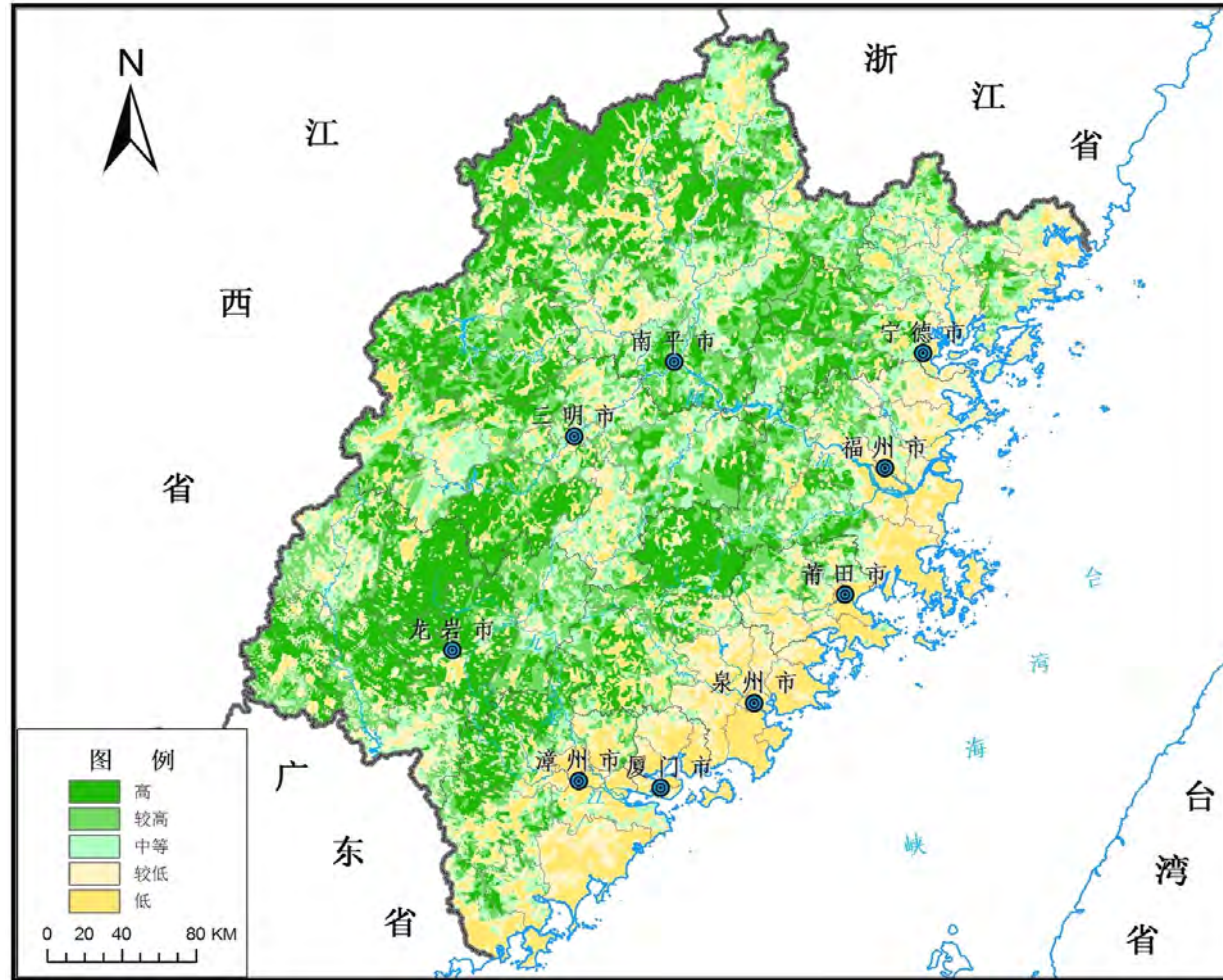 N
浙
江
省
江
西
省
宁德市
南平市
三明市
福州市
莆田市
龙岩市
泉州市
漳州市
厦门市
江
台
湾
海
峡
广
东
省
台
湾
省
图 例
高
较高
中等
较低
低
0 20 40 80 KM